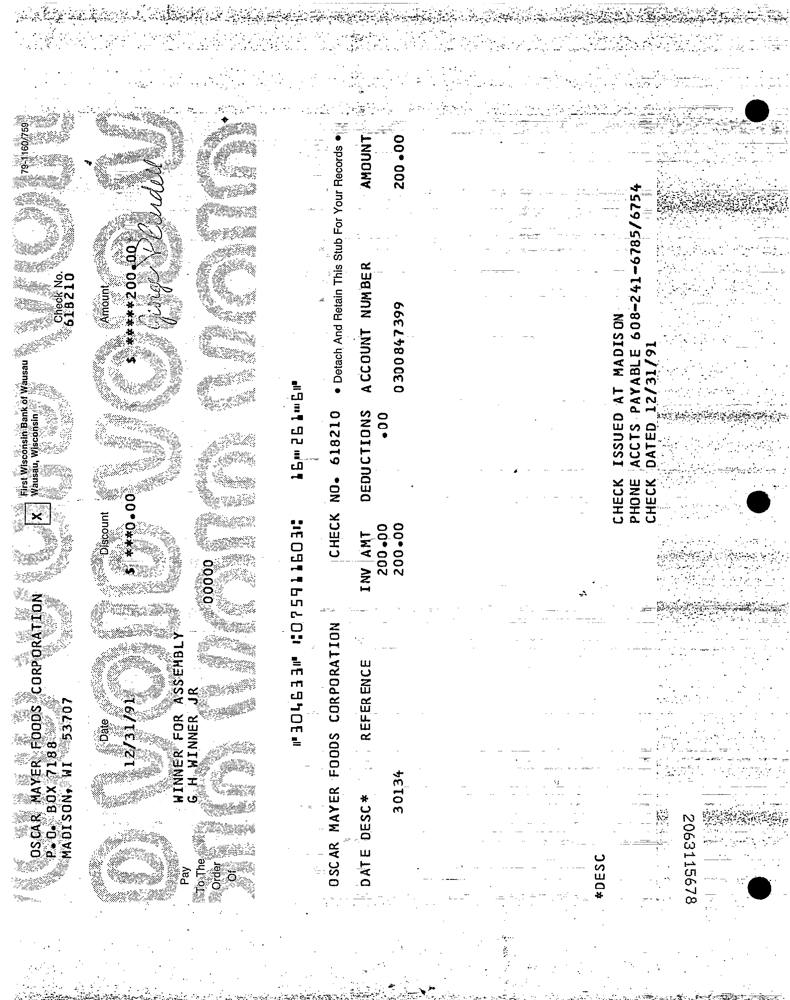 OSCAR MAYER FOODS CORPORATION
P.O. BOX 7188
MADISON, WI 53707
X
First Wisconsin Bank of Wausau
Wausau, Wisconsin
79-1160/759
Check No.
618210
Date
12/31/91
Discount
$ ***0.00
Amount
$ *****200.00
Pay
To The
Order
Of
WINNER FOR ASSEMBLY
G H WINNER JR
00000
VOID VOID VOID
⑈304633⑈ ⑆075911603⑆ 16⑉261⑉6⑈
OSCAR MAYER FOODS CORPORATION CHECK NO. 618210 • Detach And Retain This Stub For Your Records •
DATE DESC* REFERENCE INV AMT DEDUCTIONS ACCOUNT NUMBER AMOUNT
200.00 .00
30134 200.00 0300847399 200.00
*DESC
CHECK ISSUED AT MADISON
PHONE ACCTS PAYABLE 608-241-6785/6754
CHECK DATED 12/31/91
2063115678